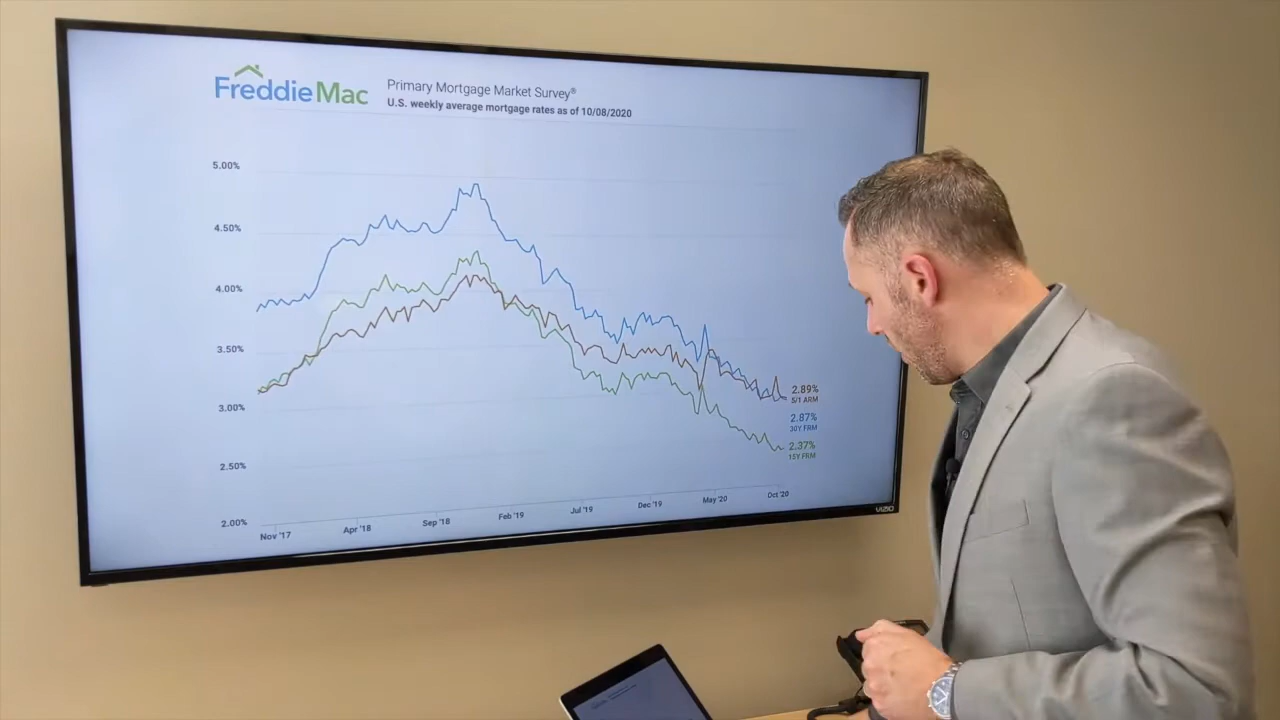 FreddieMac
Primary Mortgage Market Survey®
U.S. weekly average mortgage rates as of 10/08/2020
5.00%
4.50%
4.00%
3.50%
3.00%
2.50%
2.00%
2.89%
5/1 ARM
2.87%
30Y FRM
2.37%
15Y FRM
Nov '17
Apr '18
Sep '18
Feb '19
Jul '19
Dec '19
May '20
Oct '20
VIZIO